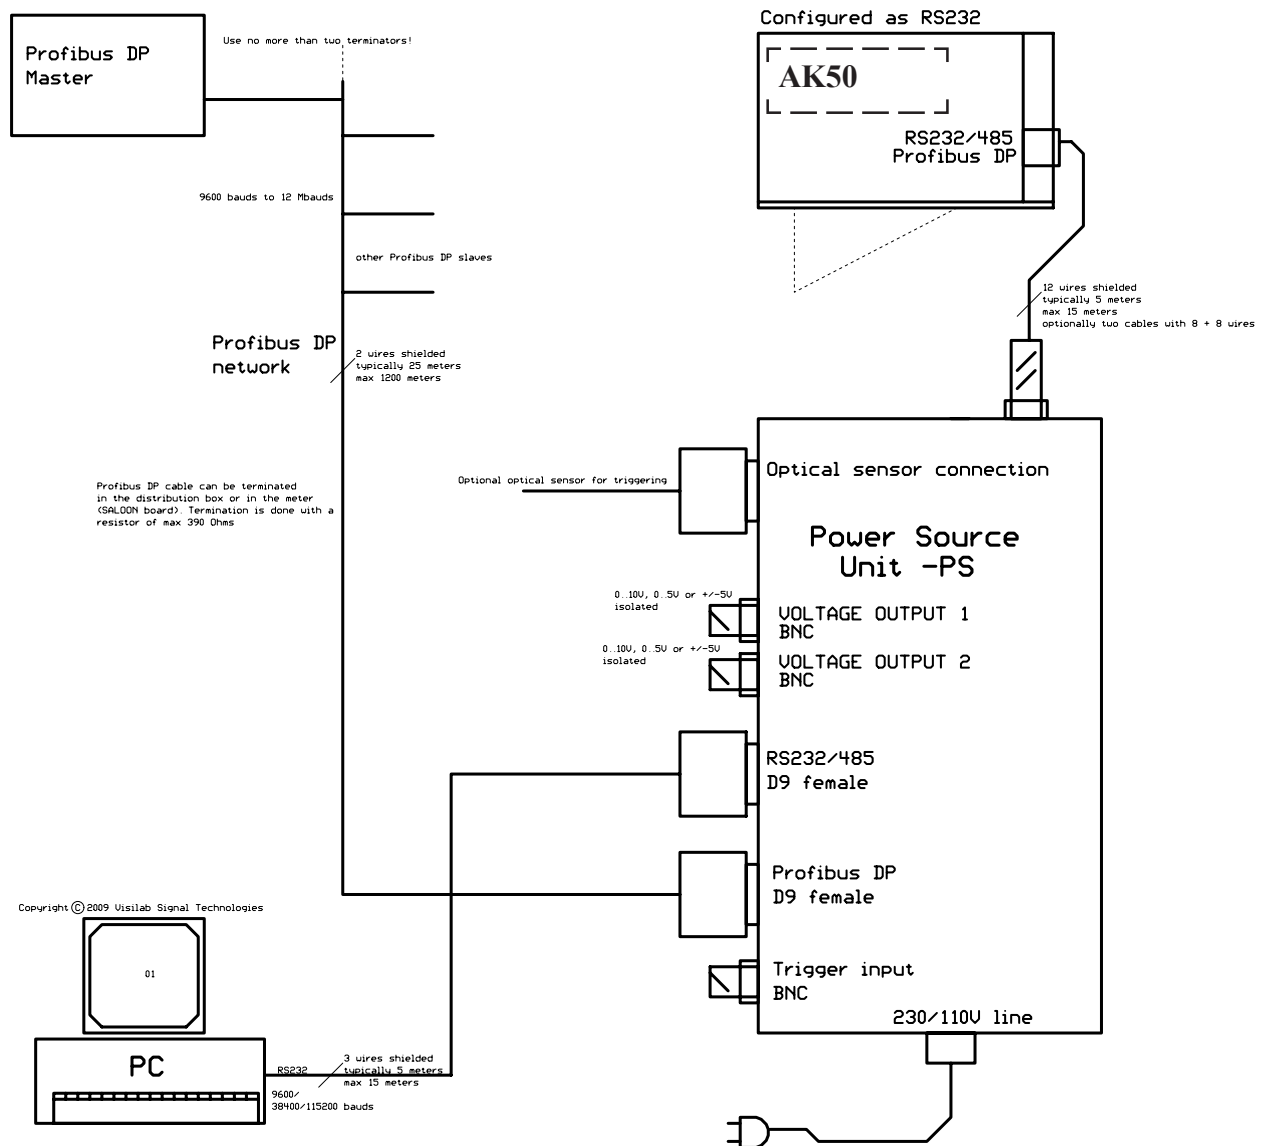 Configured as RS232
Profibus DP
Master
Use no more than two terminators!
AK50
RS232/485
Profibus DP
9600 bauds to 12 Mbauds
other Profibus DP slaves
12 wires shielded
typically 5 meters
max 15 meters
optionally two cables with 8 + 8 wires
Profibus DP
network
2 wires shielded
typically 25 meters
max 1200 meters
Optional optical sensor for triggering
Optical sensor connection
Profibus DP cable can be terminated
in the distribution box or in the meter
(SALOON board). Termination is done with a
resistor of max 390 Ohms
Power Source
Unit -PS
0..10V, 0..5V or +/-5V
isolated
VOLTAGE OUTPUT 1
BNC
0..10V, 0..5V or +/-5V
isolated
VOLTAGE OUTPUT 2
BNC
RS232/485
D9 female
Profibus DP
D9 female
Copyright © 2009 Visilab Signal Technologies
01
Trigger input
BNC
230/110V line
PC
RS232
3 wires shielded
typically 5 meters
max 15 meters
9600/
38400/115200 bauds